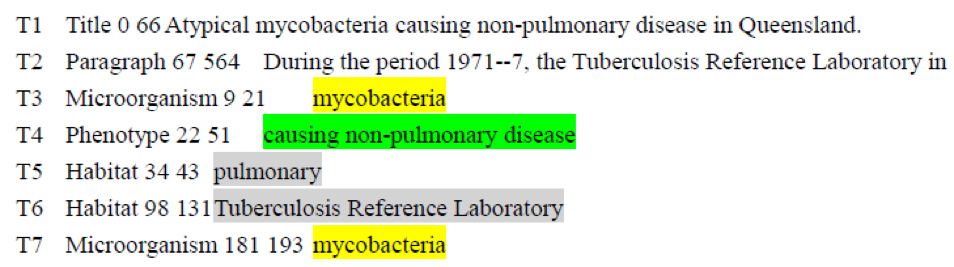 T1 Title 0 66 Atypical mycobacteria causing non-pulmonary disease in Queensland.
T2 Paragraph 67 564 During the period 1971--7, the Tuberculosis Reference Laboratory in
T3 Microorganism 9 21 mycobacteria
T4 Phenotype 22 51 causing non-pulmonary disease
T5 Habitat 34 43 pulmonary
T6 Habitat 98 131 Tuberculosis Reference Laboratory
T7 Microorganism 181 193 mycobacteria